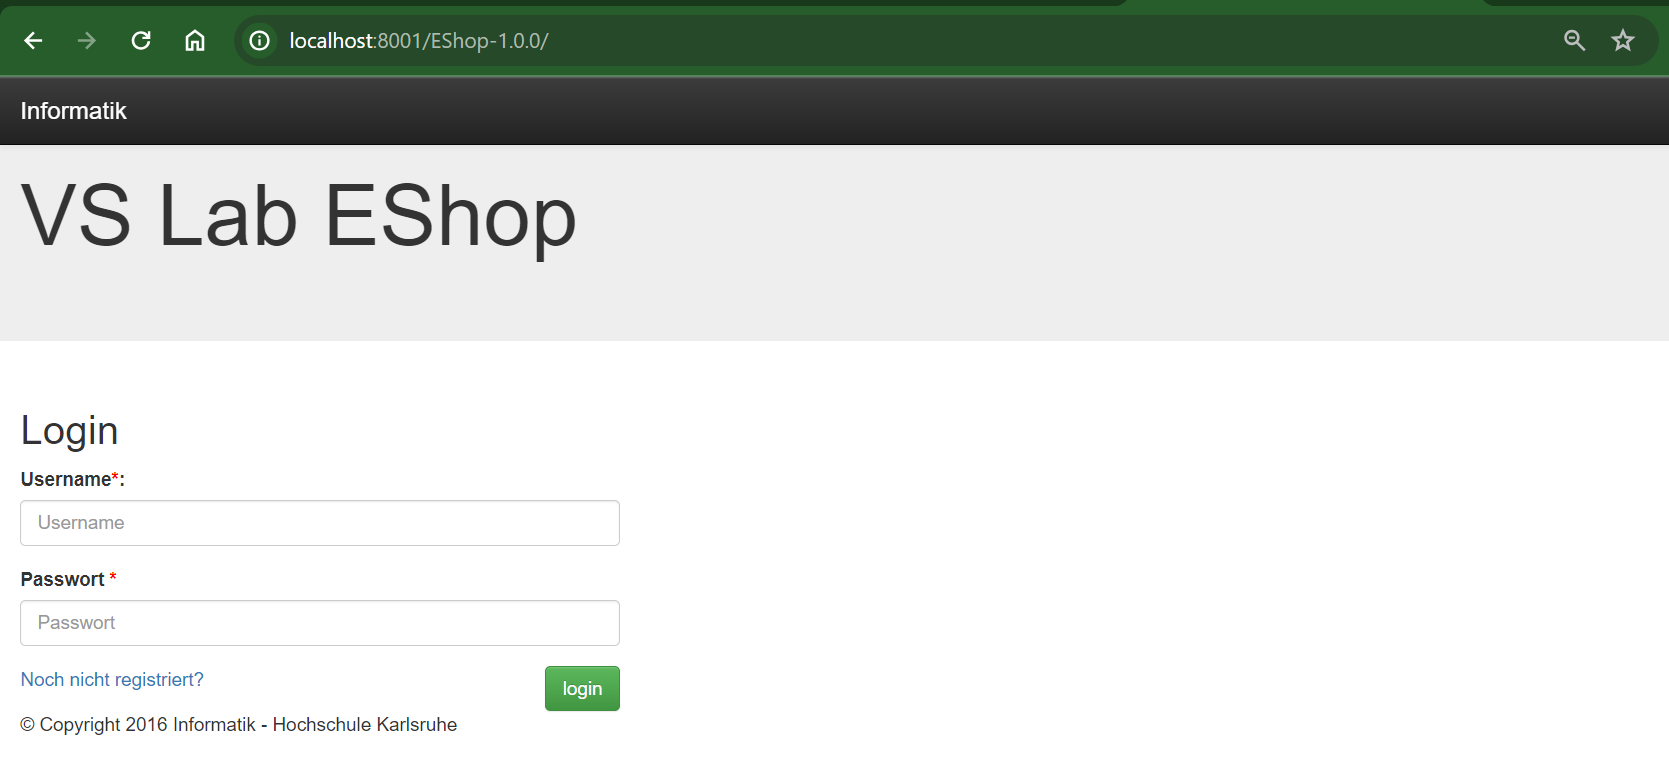 localhost:8001/EShop-1.0.0/
Informatik
VS Lab EShop
Login
Username*:
Username
Passwort *
Passwort
Noch nicht registriert?
login
© Copyright 2016 Informatik - Hochschule Karlsruhe